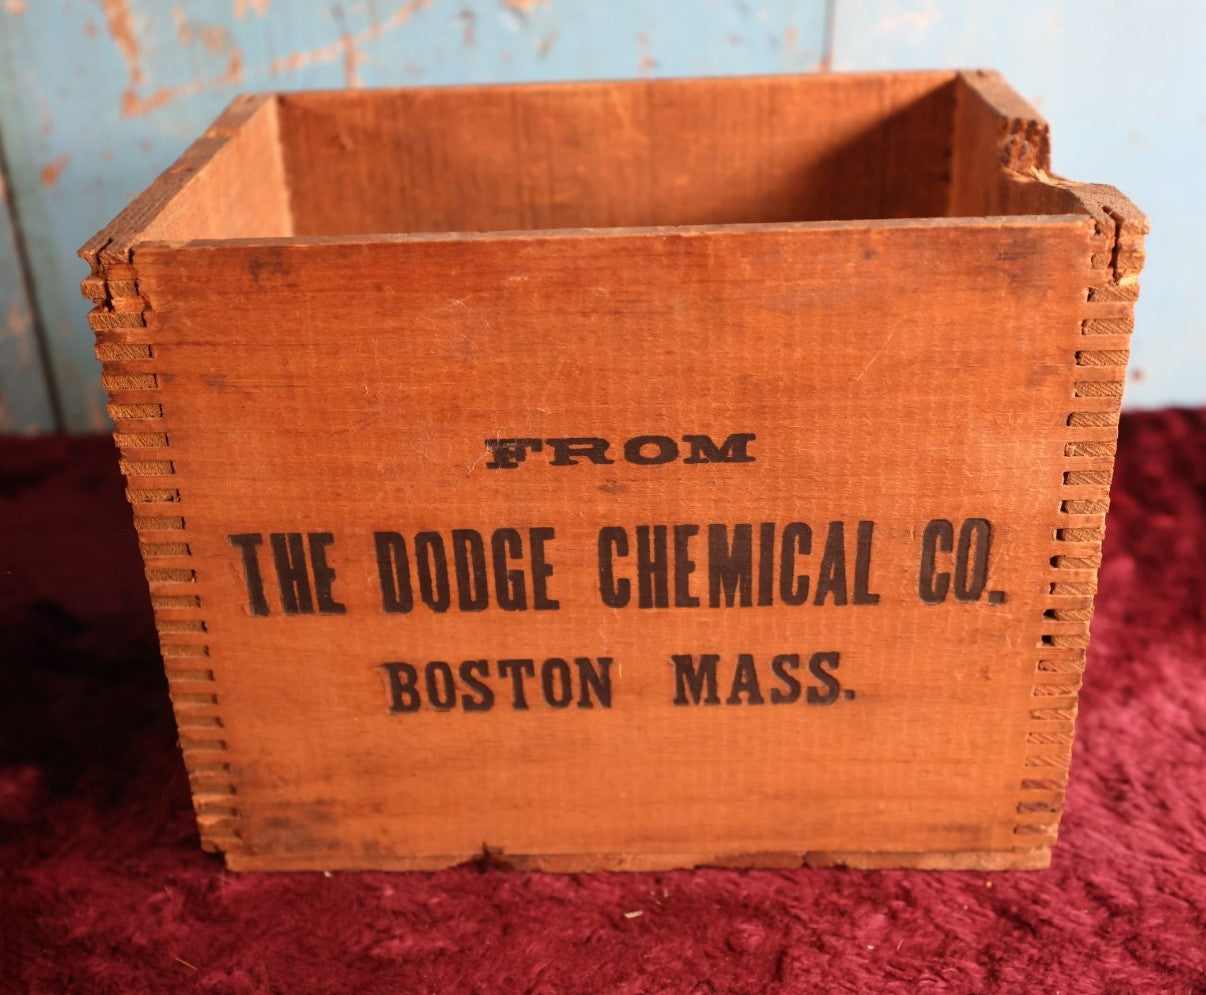 FROM
THE DODGE CHEMICAL CO.
BOSTON MASS.